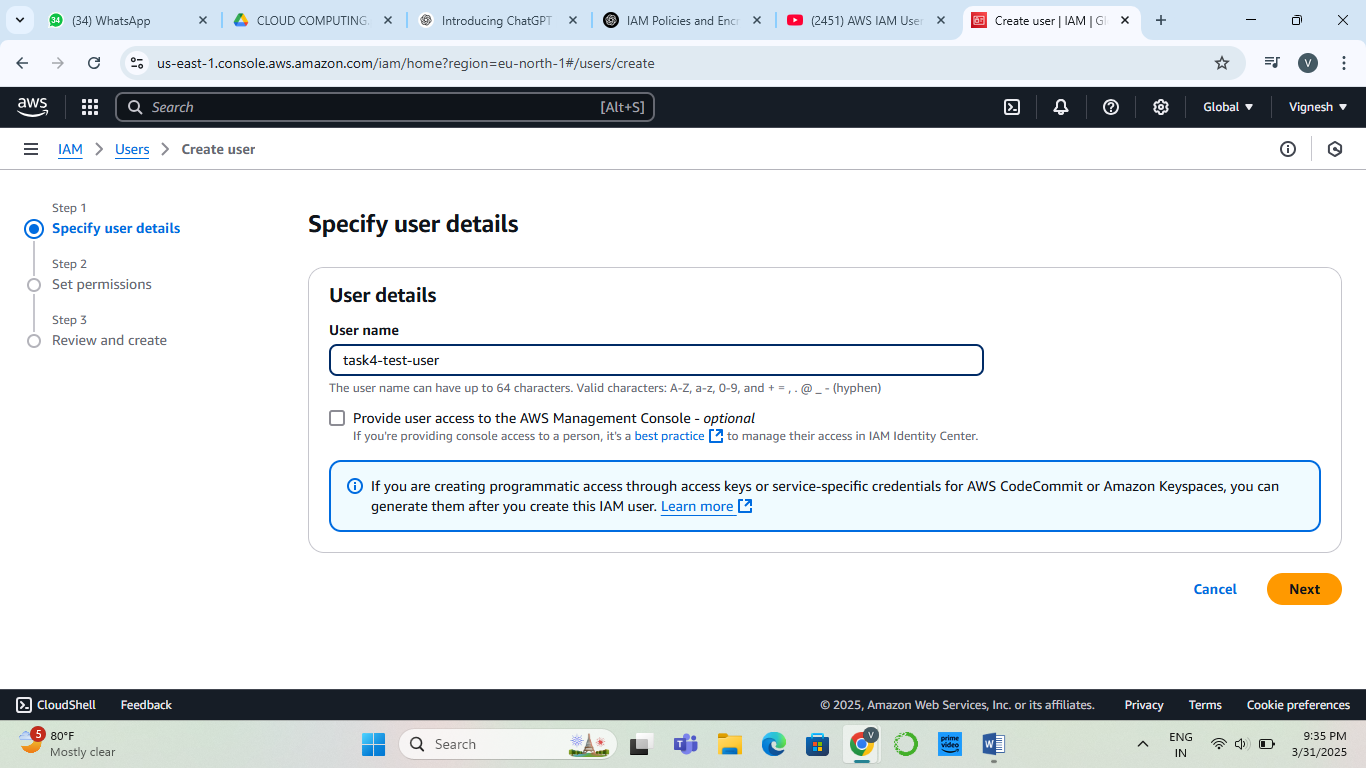 (34) WhatsApp
CLOUD COMPUTING
Introducing ChatGPT
IAM Policies and Encr
(2451) AWS IAM User
Create user | IAM | Gl
us-east-1.console.aws.amazon.com/iam/home?region=eu-north-1#/users/create
V
aws
Search
[Alt+S]
Global
Vignesh
IAM
Users
Create user
Step 1
Specify user details
Step 2
Set permissions
Step 3
Review and create
Specify user details
User details
User name
task4-test-user
The user name can have up to 64 characters. Valid characters: A-Z, a-z, 0-9, and + = , . @ _ - (hyphen)
Provide user access to the AWS Management Console - optional
If you're providing console access to a person, it's a best practice to manage their access in IAM Identity Center.
If you are creating programmatic access through access keys or service-specific credentials for AWS CodeCommit or Amazon Keyspaces, you can
generate them after you create this IAM user. Learn more
Cancel
Next
CloudShell
Feedback
© 2025, Amazon Web Services, Inc. or its affiliates.
Privacy
Terms
Cookie preferences
5
80°F
Mostly clear
Search
V
prime
video
W
ENG
IN
9:35 PM
3/31/2025